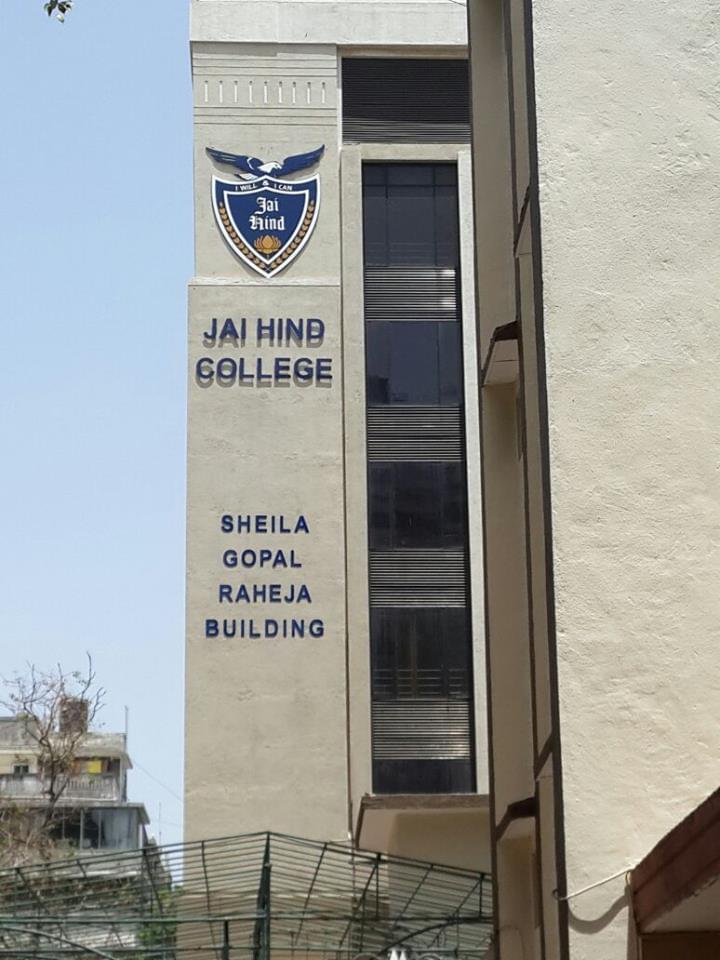 I WILL & I CAN
Jai
Hind
JAI HIND
COLLEGE
SHEILA
GOPAL
RAHEJA
BUILDING